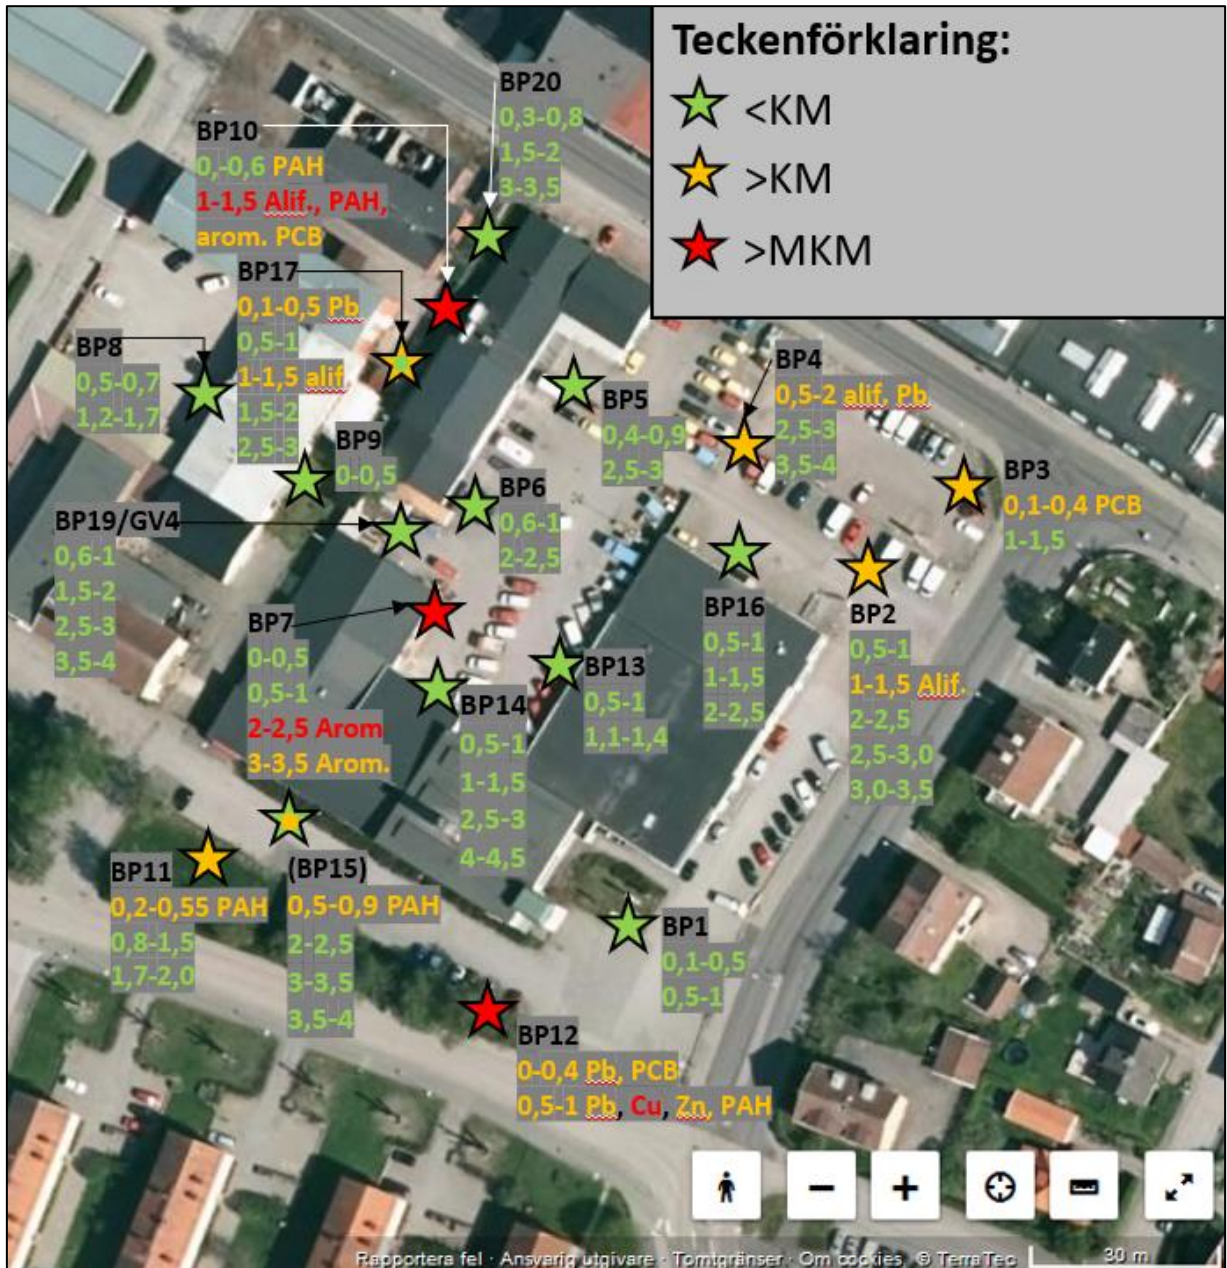 Teckenförklaring:
<KM
>KM
>MKM
BP20
0,3-0,8
1,5-2
3-3,5
BP10
0,-0,6 PAH
1-1,5 Alif., PAH,
arom. PCB
BP17
0,1-0,5 Pb
0,5-1
1-1,5 alif
1,5-2
2,5-3
BP8
0,5-0,7
1,2-1,7
BP9
0-0,5
BP5
0,4-0,9
2,5-3
BP4
0,5-2 alif, Pb
2,5-3
3,5-4
BP3
0,1-0,4 PCB
1-1,5
BP6
0,6-1
2-2,5
BP19/GV4
0,6-1
1,5-2
2,5-3
3,5-4
BP7
0-0,5
0,5-1
2-2,5 Arom
3-3,5 Arom.
BP16
0,5-1
1-1,5
2-2,5
BP2
0,5-1
1-1,5 Alif.
2-2,5
2,5-3,0
3,0-3,5
BP13
0,5-1
1,1-1,4
BP14
0,5-1
1-1,5
2,5-3
4-4,5
BP11
0,2-0,55 PAH
0,8-1,5
1,7-2,0
(BP15)
0,5-0,9 PAH
2-2,5
3-3,5
3,5-4
BP1
0,1-0,5
0,5-1
BP12
0-0,4 Pb, PCB
0,5-1 Pb, Cu, Zn, PAH
Rapportera fel · Ansvarig utgivare · Tomtgränser · Om cookies © TerraTec
30 m